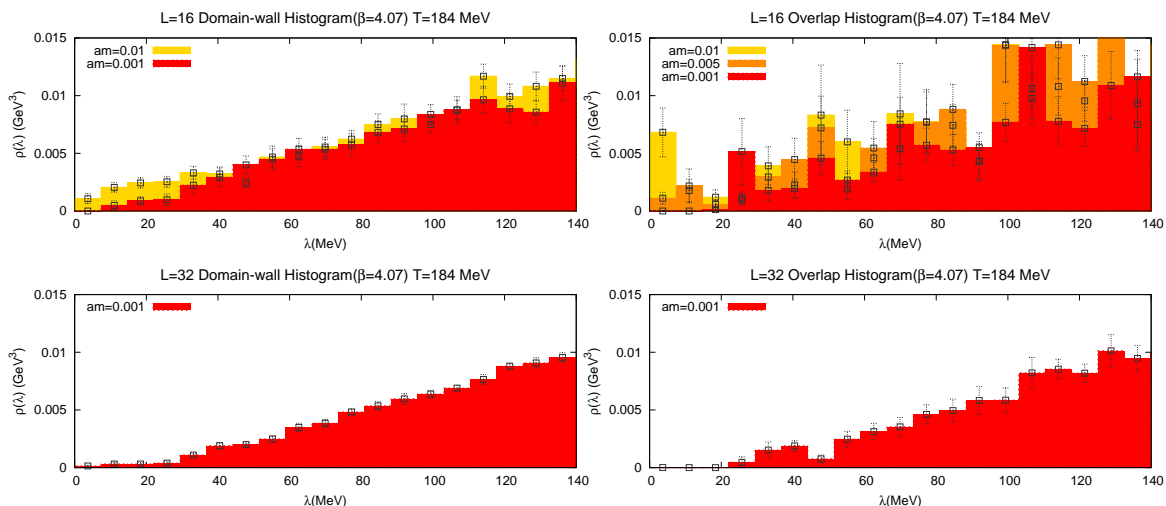 L=16 Domain-wall Histogram(β=4.07) T=184 MeV
ρ(λ) (GeV³)
0.015
0.01
0.005
0
am=0.01
am=0.001
0 20 40 60 80 100 120 140
λ(MeV)
L=16 Overlap Histogram(β=4.07) T=184 MeV
ρ(λ) (GeV³)
0.015
0.01
0.005
0
am=0.01
am=0.005
am=0.001
0 20 40 60 80 100 120 140
λ(MeV)
L=32 Domain-wall Histogram(β=4.07) T=184 MeV
ρ(λ) (GeV³)
0.015
0.01
0.005
0
am=0.001
0 20 40 60 80 100 120 140
λ(MeV)
L=32 Overlap Histogram(β=4.07) T=184 MeV
ρ(λ) (GeV³)
0.015
0.01
0.005
0
am=0.001
0 20 40 60 80 100 120 140
λ(MeV)